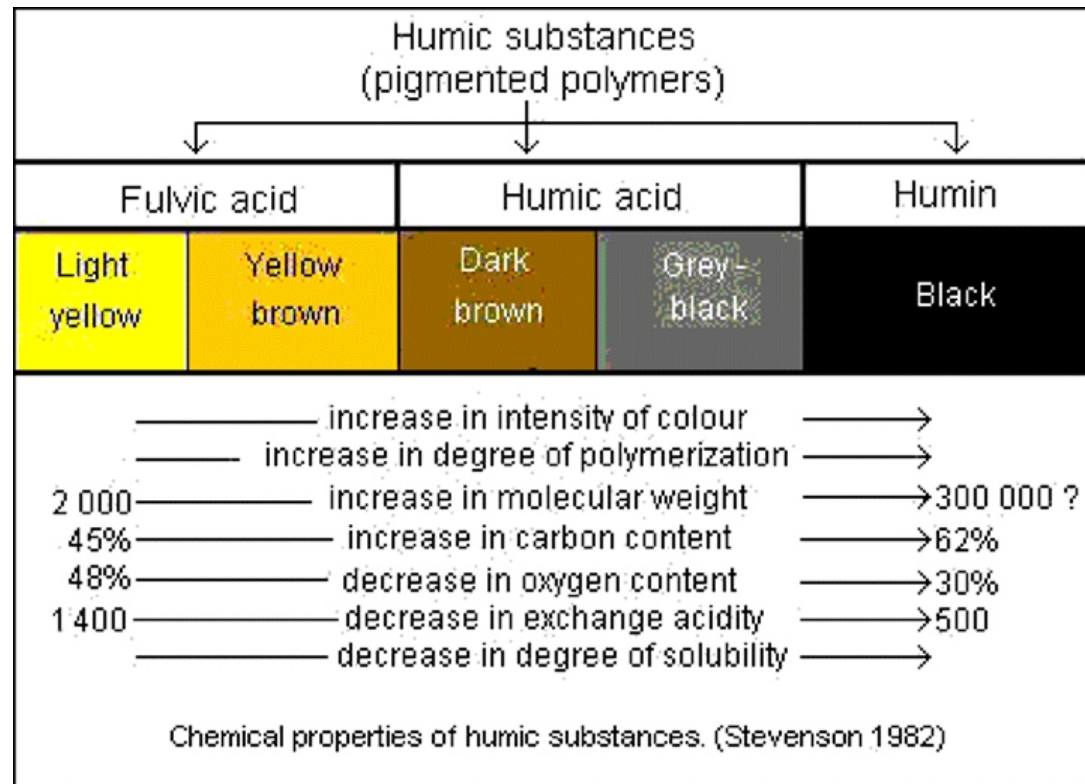 Humic substances
(pigmented polymers)
Fulvic acid
Humic acid
Humin
Light
yellow
Yellow
brown
Dark
brown
Grey-
black
Black
increase in intensity of colour
increase in degree of polymerization
2 000 increase in molecular weight 300 000 ?
45% increase in carbon content 62%
48% decrease in oxygen content 30%
1 400 decrease in exchange acidity 500
decrease in degree of solubility
Chemical properties of humic substances. (Stevenson 1982)